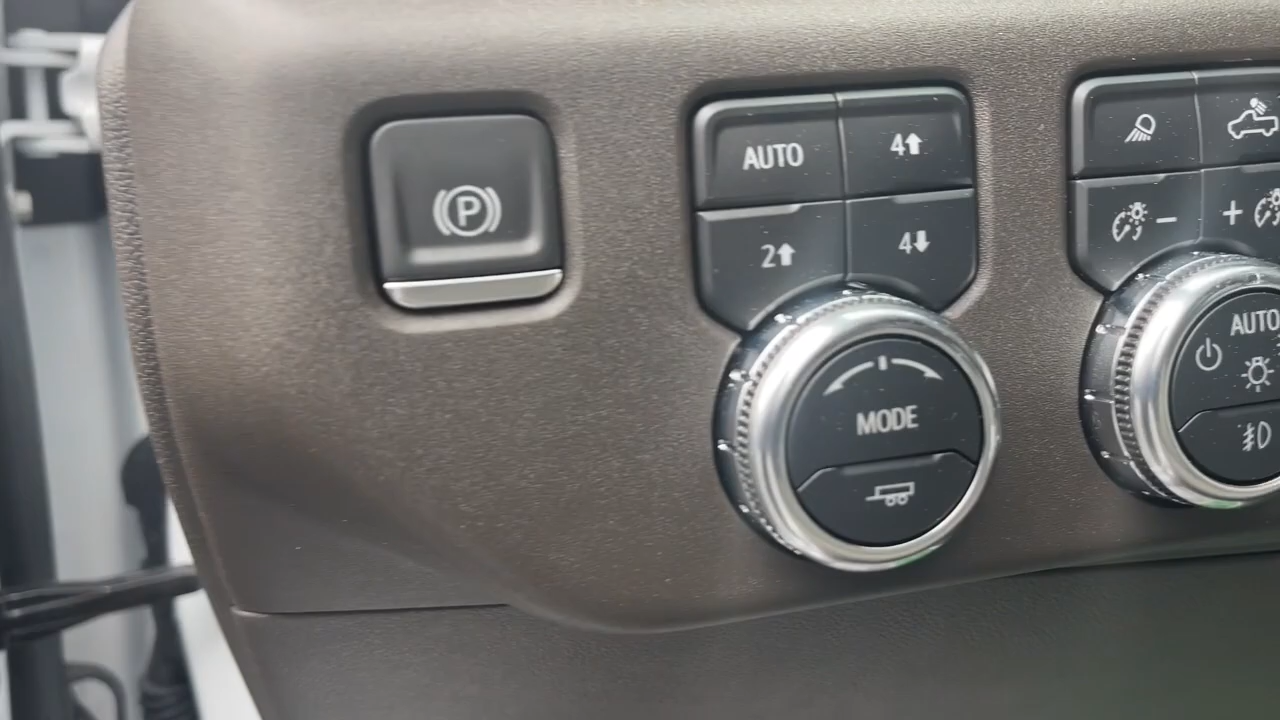 P
AUTO 4⬆
2⬆ 4⬇
MODE
− +
AUTO